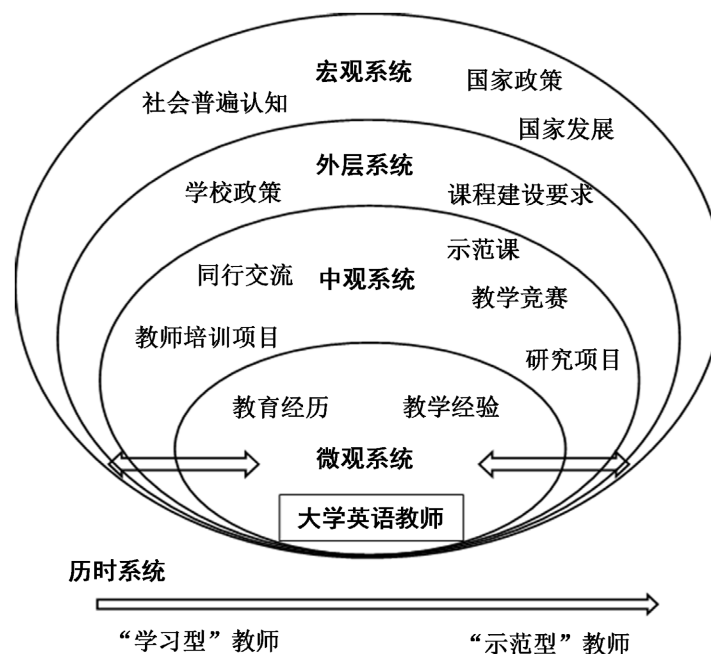 宏观系统
国家政策
社会普遍认知
国家发展
外层系统
学校政策
课程建设要求
示范课
同行交流
中观系统
教学竞赛
教师培训项目
研究项目
教育经历
教学经验
微观系统
大学英语教师
历时系统
“学习型”教师
“示范型”教师